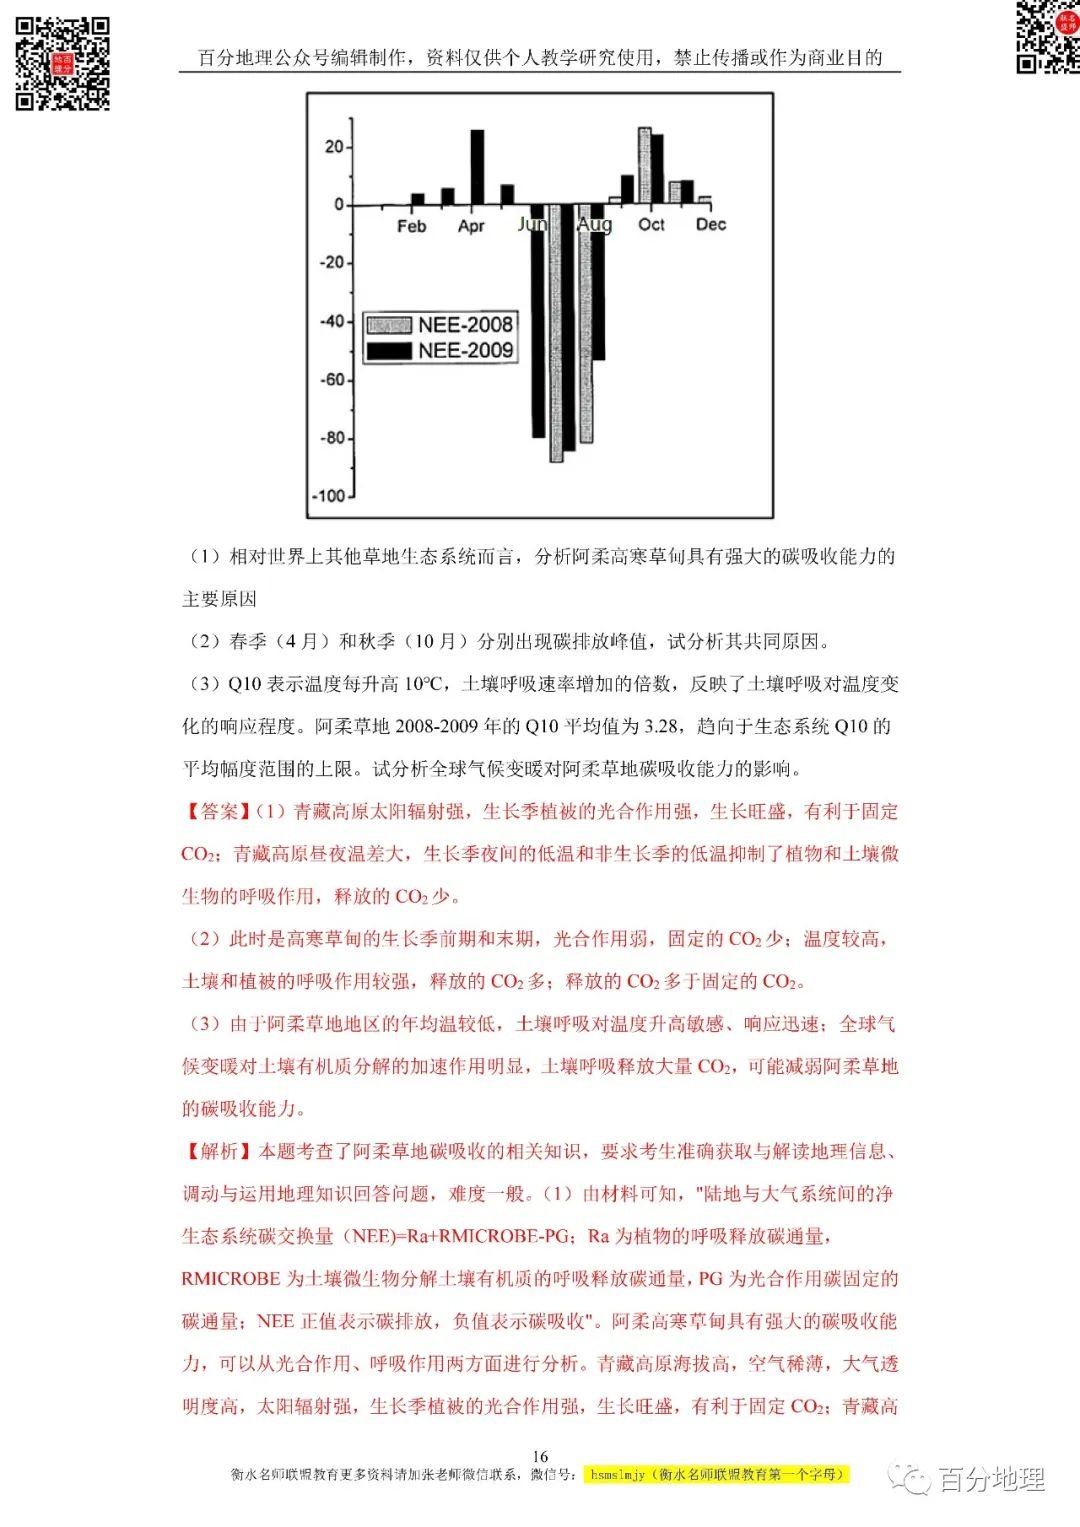 百分地理公众号编辑制作，资料仅供个人教学研究使用，禁止传播或作为商业目的
百分
地理
联名
盟师
20
0
Feb Apr Jun Aug Oct Dec
-20
-40
NEE-2008
NEE-2009
-60
-80
-100
（1）相对世界上其他草地生态系统而言，分析阿柔高寒草甸具有强大的碳吸收能力的
主要原因
（2）春季（4 月）和秋季（10 月）分别出现碳排放峰值，试分析其共同原因。
（3）Q10 表示温度每升高 10℃，土壤呼吸速率增加的倍数，反映了土壤呼吸对温度变
化的响应程度。阿柔草地 2008-2009 年的 Q10 平均值为 3.28，趋向于生态系统 Q10 的
平均幅度范围的上限。试分析全球气候变暖对阿柔草地碳吸收能力的影响。
【答案】（1）青藏高原太阳辐射强，生长季植被的光合作用强，生长旺盛，有利于固定
CO₂；青藏高原昼夜温差大，生长季夜间的低温和非生长季的低温抑制了植物和土壤微
生物的呼吸作用，释放的 CO₂ 少。
（2）此时是高寒草甸的生长季前期和末期，光合作用弱，固定的 CO₂ 少；温度较高，
土壤和植被的呼吸作用较强，释放的 CO₂ 多；释放的 CO₂ 多于固定的 CO₂。
（3）由于阿柔草地地区的年均温较低，土壤呼吸对温度升高敏感、响应迅速；全球气
候变暖对土壤有机质分解的加速作用明显，土壤呼吸释放大量 CO₂，可能减弱阿柔草地
的碳吸收能力。
【解析】本题考查了阿柔草地碳吸收的相关知识，要求考生准确获取与解读地理信息、
调动与运用地理知识回答问题，难度一般。（1）由材料可知，"陆地与大气系统间的净
生态系统碳交换量（NEE)=Ra+RMICROBE-PG；Ra 为植物的呼吸释放碳通量，
RMICROBE 为土壤微生物分解土壤有机质的呼吸释放碳通量，PG 为光合作用碳固定的
碳通量；NEE 正值表示碳排放，负值表示碳吸收"。阿柔高寒草甸具有强大的碳吸收能
力，可以从光合作用、呼吸作用两方面进行分析。青藏高原海拔高，空气稀薄，大气透
明度高，太阳辐射强，生长季植被的光合作用强，生长旺盛，有利于固定 CO₂；青藏高
16
衡水名师联盟教育更多资料请加张老师微信联系，微信号： hsmslmjy（衡水名师联盟教育第一个字母）
百分地理